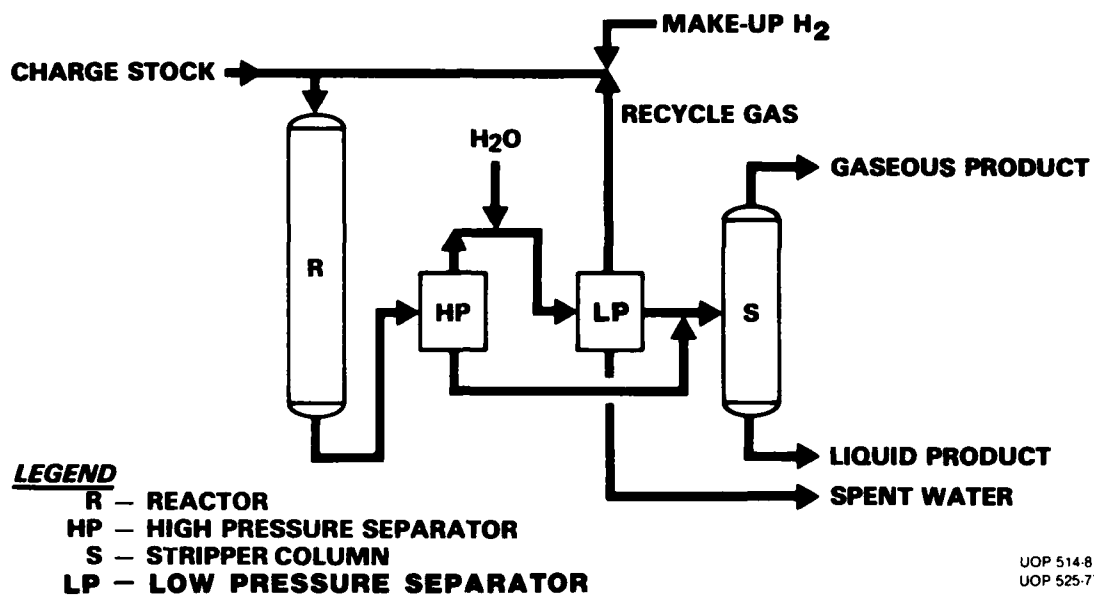 MAKE-UP H2
CHARGE STOCK
RECYCLE GAS
H2O
GASEOUS PRODUCT
R
HP
LP
S
LIQUID PRODUCT
SPENT WATER
LEGEND
R – REACTOR
HP – HIGH PRESSURE SEPARATOR
S – STRIPPER COLUMN
LP – LOW PRESSURE SEPARATOR
UOP 514-8
UOP 525-7